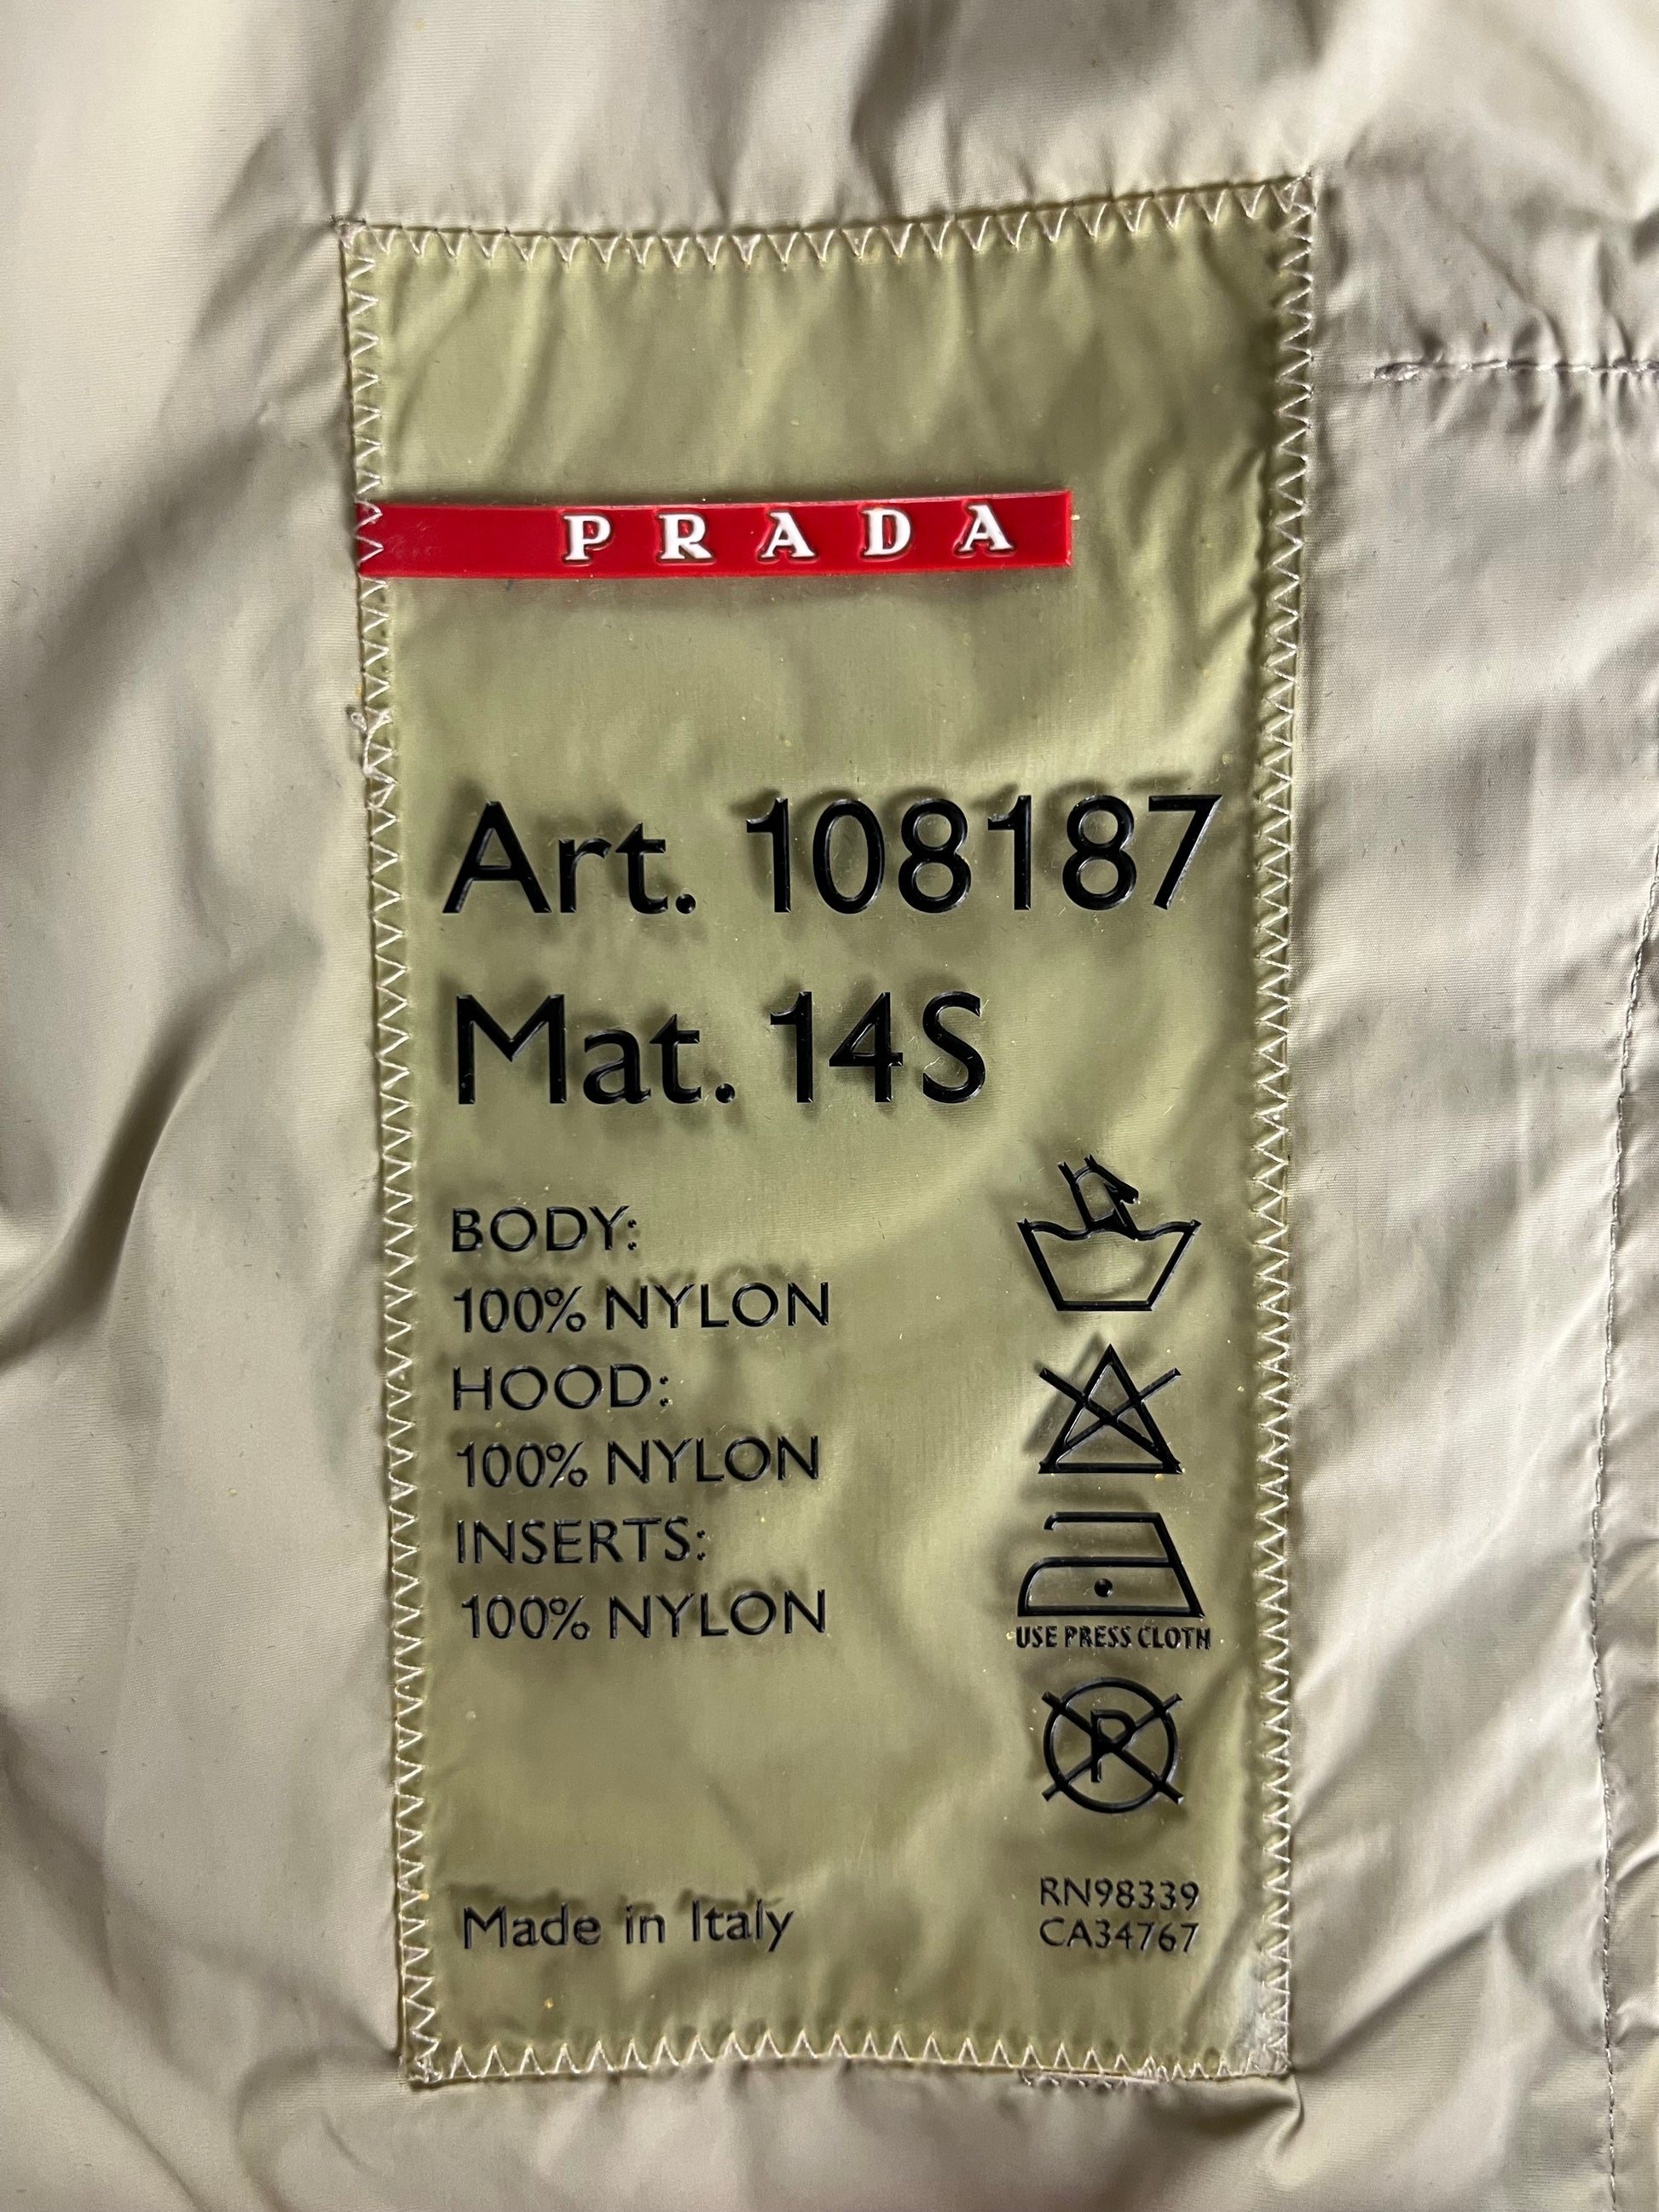 PRADA
Art. 108187
Mat. 14S
BODY:
100% NYLON
HOOD:
100% NYLON
INSERTS:
100% NYLON
USE PRESS CLOTH
P
Made in Italy
RN98339
CA34767